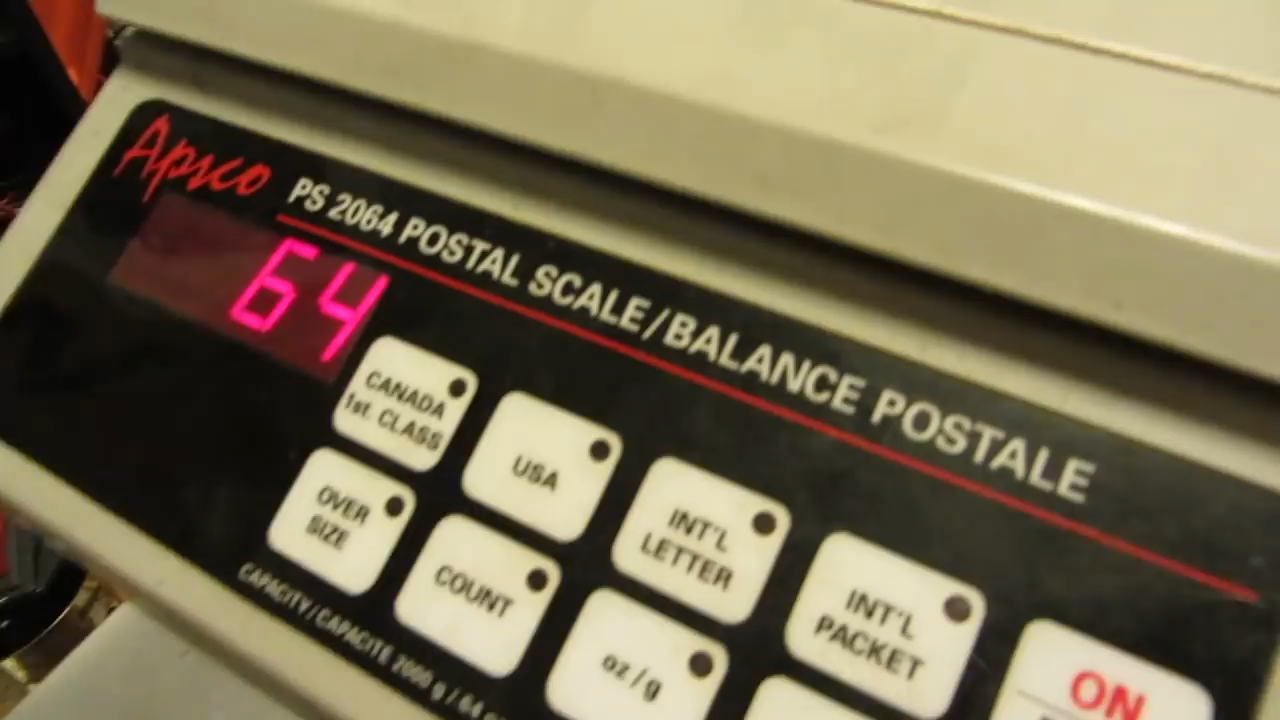 Apsco
PS 2064 POSTAL SCALE/BALANCE POSTALE
64
CANADA
1st. CLASS
USA
INT'L
LETTER
INT'L
PACKET
ON
OVER
SIZE
COUNT
oz/g
CAPACITY/CAPACITÉ 2000 g / 64 oz